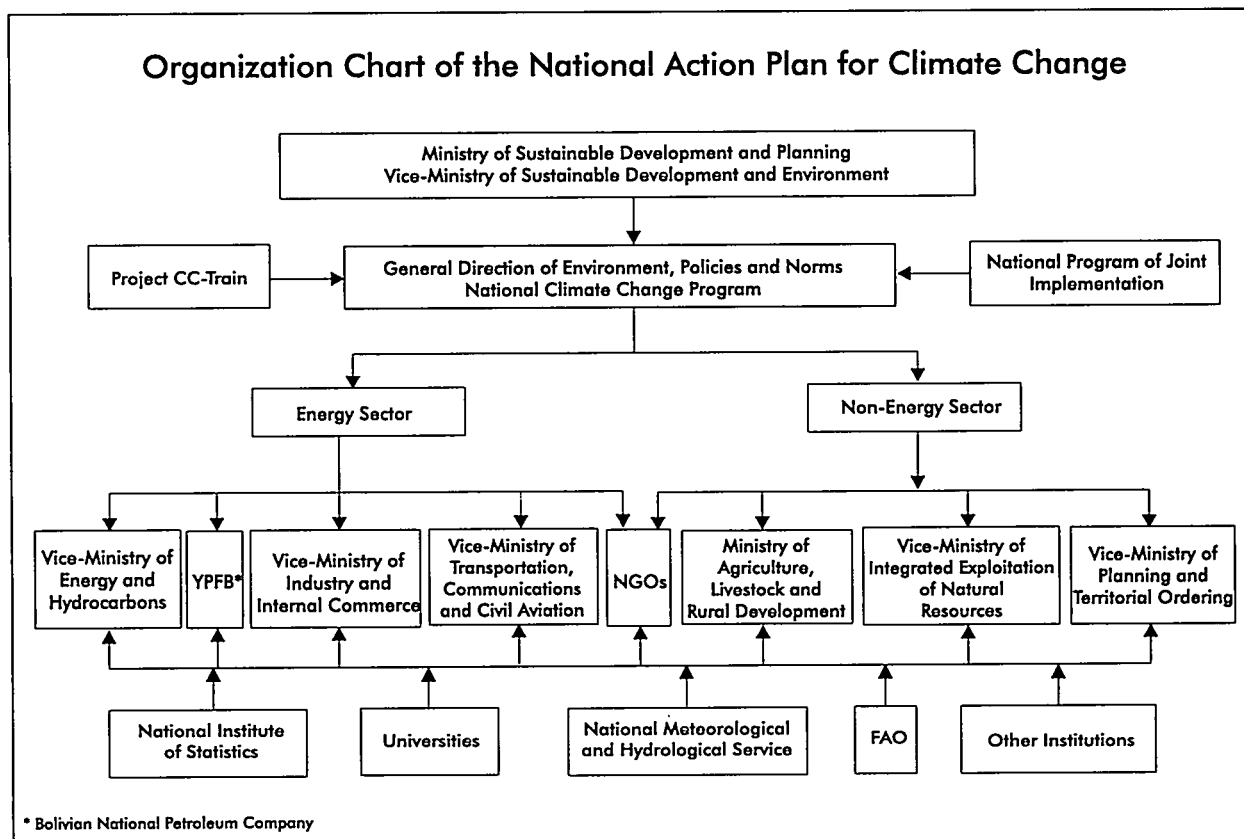 Organization Chart of the National Action Plan for Climate Change
Ministry of Sustainable Development and Planning
Vice-Ministry of Sustainable Development and Environment
Project CC-Train
General Direction of Environment, Policies and Norms
National Climate Change Program
National Program of Joint
Implementation
Energy Sector
Non-Energy Sector
Vice-Ministry of
Energy and
Hydrocarbons
YPFB*
Vice-Ministry of
Industry and
Internal Commerce
Vice-Ministry of
Transportation,
Communications
and Civil Aviation
NGOs
Ministry of
Agriculture,
Livestock and
Rural Development
Vice-Ministry of
Integrated Exploitation
of Natural
Resources
Vice-Ministry of
Planning and
Territorial Ordering
National Institute
of Statistics
Universities
National Meteorological
and Hydrological Service
FAO
Other Institutions
* Bolivian National Petroleum Company